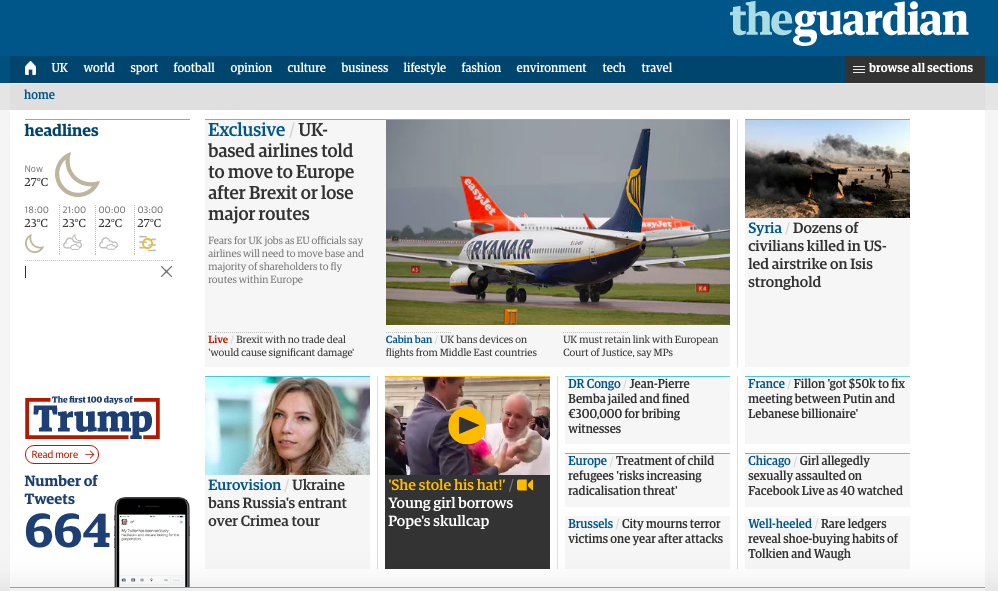 theguardian
UK world sport football opinion culture business lifestyle fashion environment tech travel
browse all sections
home
headlines
Now
27°C
18:00 21:00 00:00 03:00
23°C 23°C 22°C 27°C
The first 100 days of
Trump
Read more
Number of
Tweets
664
Exclusive / UK-
based airlines told
to move to Europe
after Brexit or lose
major routes
Fears for UK jobs as EU officials say
airlines will need to move base and
majority of shareholders to fly
routes within Europe
easyJet
easyJet
RYANAIR
K4
Live / Brexit with no trade deal
'would cause significant damage'
Cabin ban / UK bans devices on
flights from Middle East countries
UK must retain link with European
Court of Justice, say MPs
Syria / Dozens of
civilians killed in US-
led airstrike on Isis
stronghold
Eurovision / Ukraine
bans Russia's entrant
over Crimea tour
'She stole his hat!' /
Young girl borrows
Pope's skullcap
DR Congo / Jean-Pierre
Bemba jailed and fined
€300,000 for bribing
witnesses
Europe / Treatment of child
refugees 'risks increasing
radicalisation threat'
Brussels / City mourns terror
victims one year after attacks
France / Fillon 'got $50k to fix
meeting between Putin and
Lebanese billionaire'
Chicago / Girl allegedly
sexually assaulted on
Facebook Live as 40 watched
Well-heeled / Rare ledgers
reveal shoe-buying habits of
Tolkien and Waugh